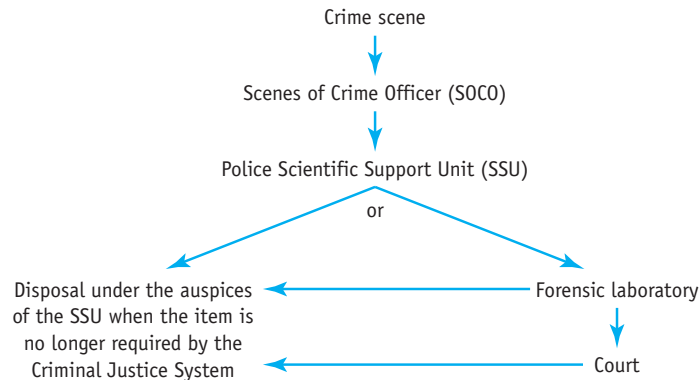 Crime scene
Scenes of Crime Officer (SOCO)
Police Scientific Support Unit (SSU)
or
Disposal under the auspices
of the SSU when the item is
no longer required by the
Criminal Justice System
Forensic laboratory
Court